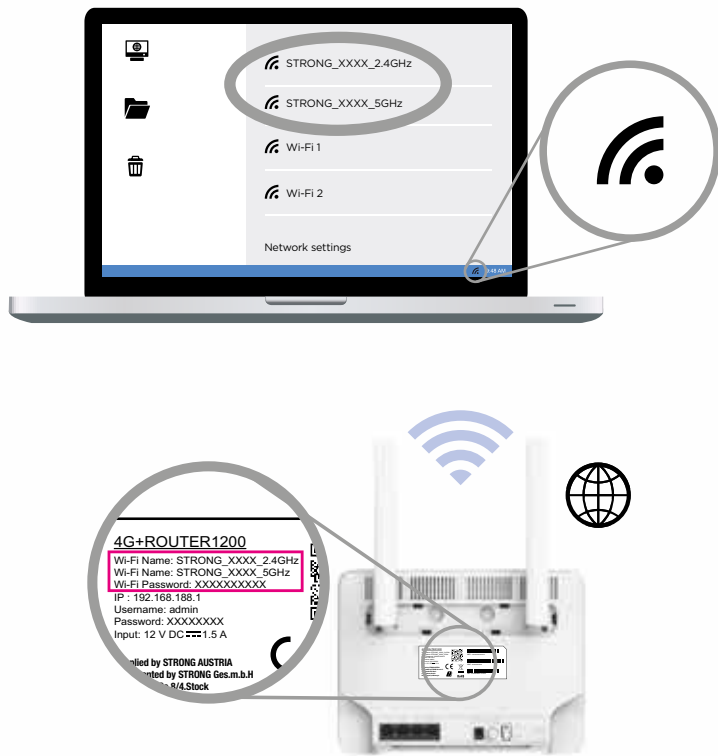 STRONG_XXXX_2.4GHz
STRONG_XXXX_5GHz
Wi-Fi 1
Wi-Fi 2
Network settings
:48 AM
4G+ROUTER1200
Wi-Fi Name: STRONG_XXXX_2.4GHz
Wi-Fi Name: STRONG_XXXX_5GHz
Wi-Fi Password: XXXXXXXXXX
IP : 192.168.188.1
Username: admin
Password: XXXXXXXX
Input: 12 V DC 1.5 A
plied by STRONG AUSTRIA
nted by STRONG Ges.m.b.H
8/4.Stock